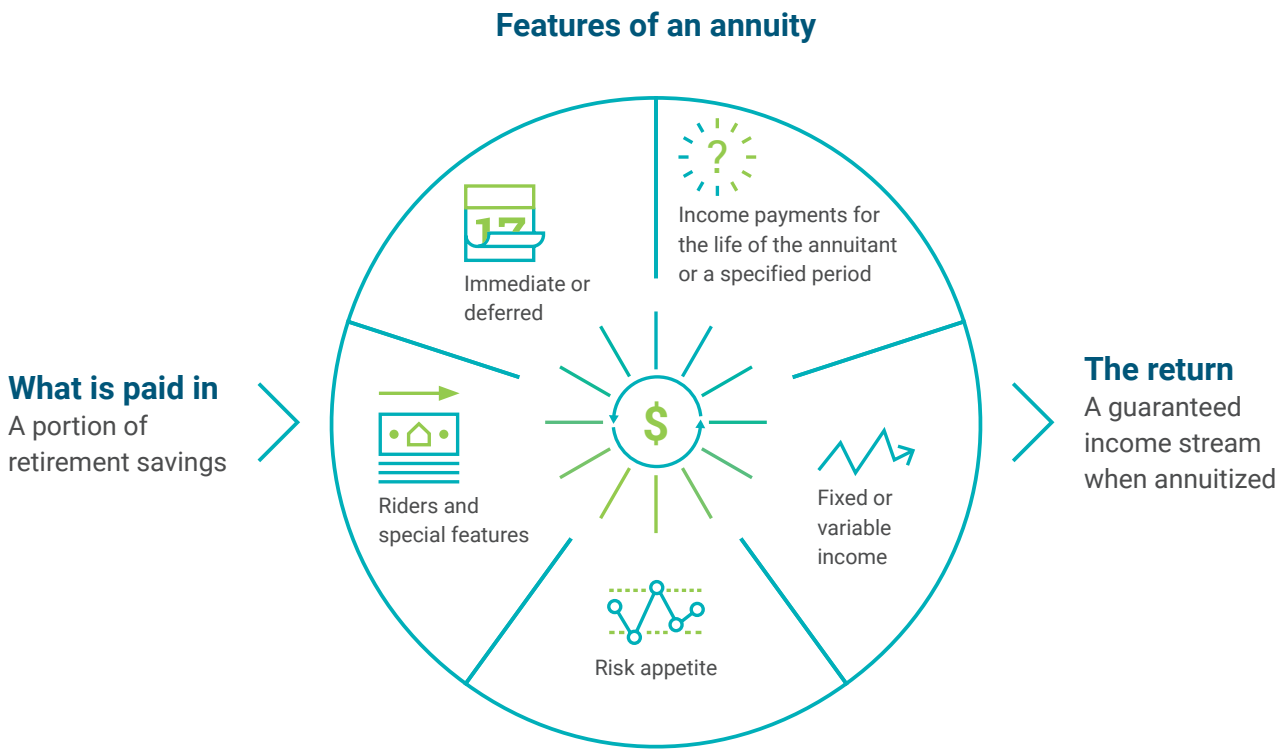 Features of an annuity
?
Income payments for
the life of the annuitant
or a specified period
17
Immediate or
deferred
What is paid in
A portion of
retirement savings
$
The return
A guaranteed
income stream
when annuitized
Riders and
special features
Fixed or
variable
income
Risk appetite